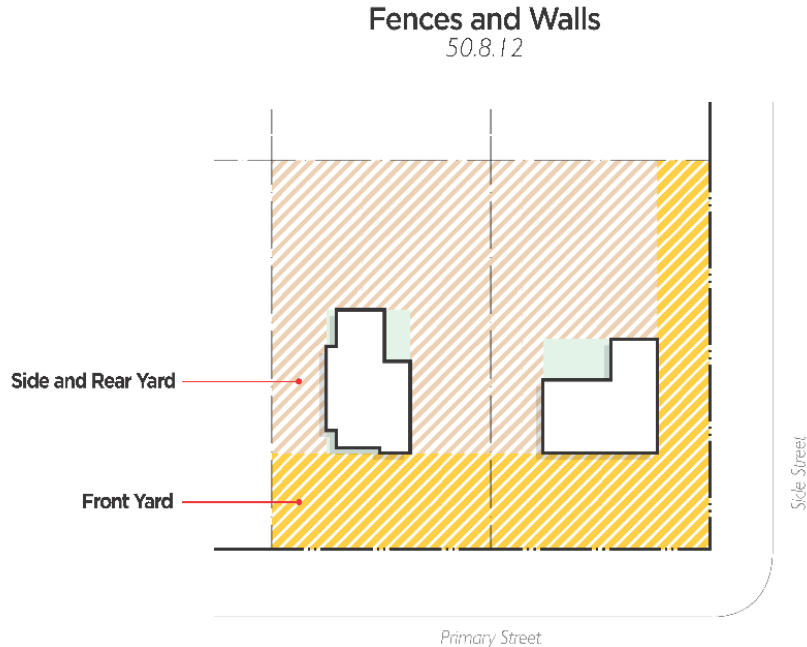 Fences and Walls
50.8.12
Side and Rear Yard
Front Yard
Side Street
Primary Street